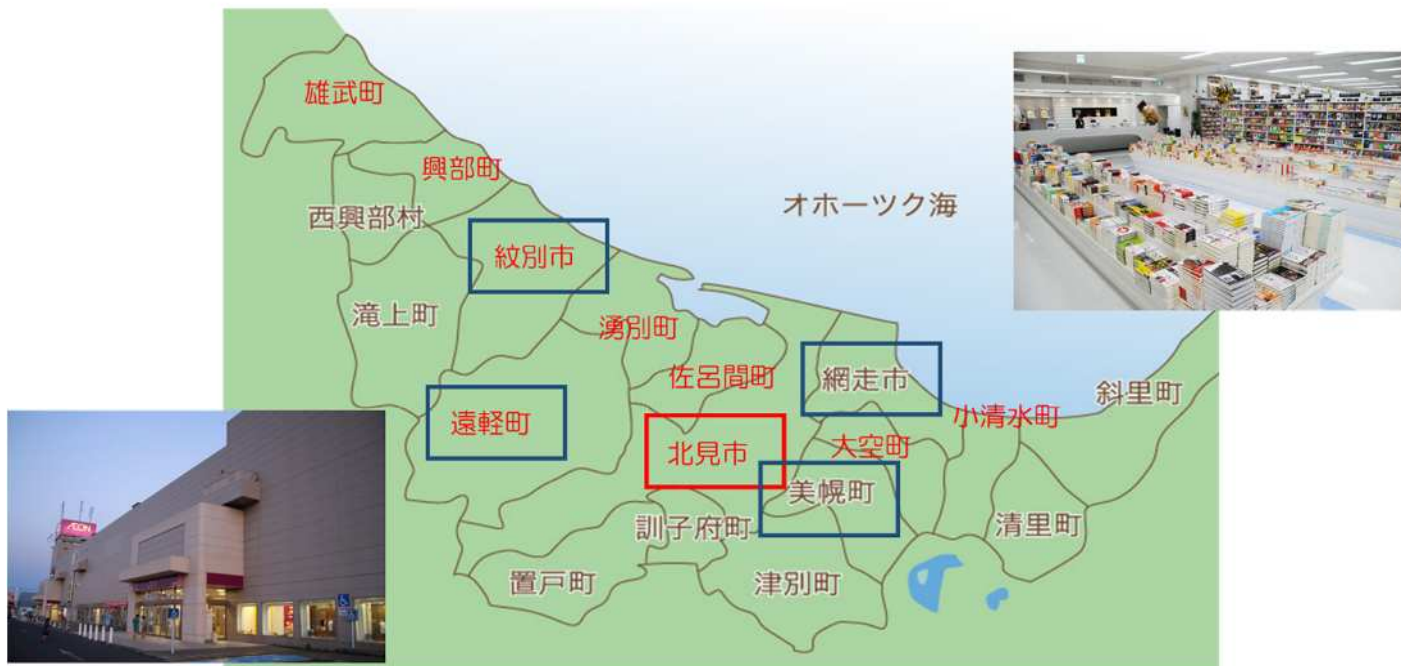 雄武町
興部町
西興部村
オホーツク海
紋別市
滝上町
湧別町
佐呂間町
網走市
斜里町
遠軽町
小清水町
北見市
大空町
美幌町
訓子府町
清里町
置戸町
津別町
AEON